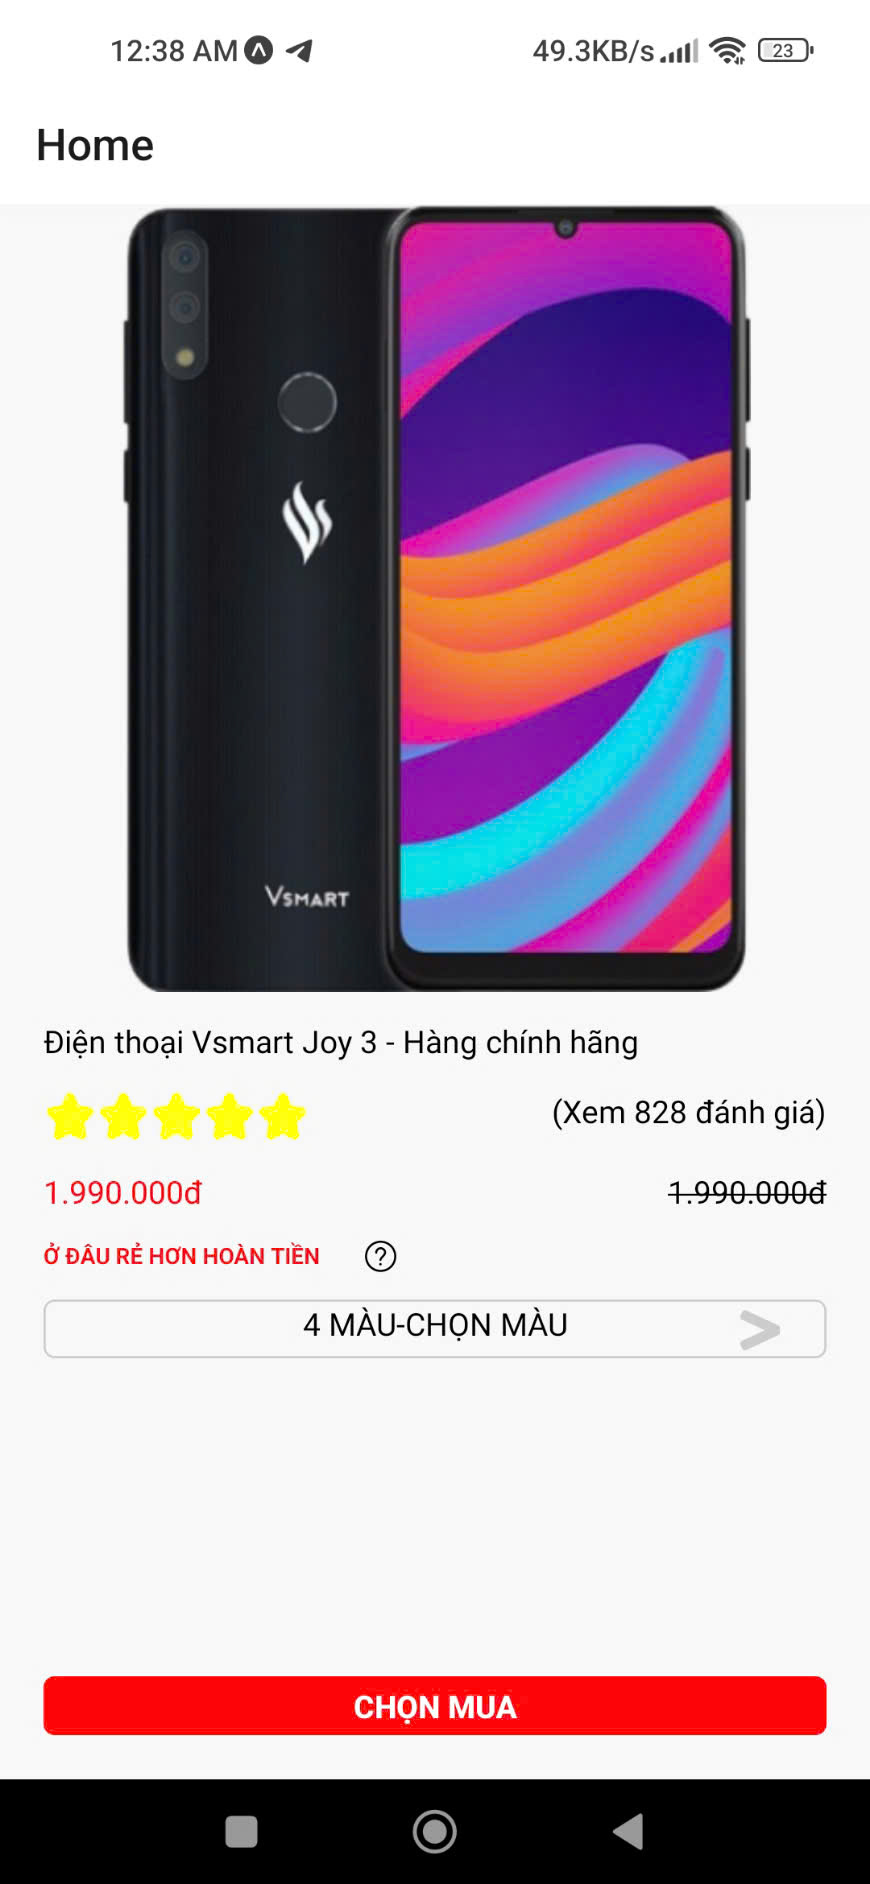 12:38 AM 49.3KB/s 23
Home
VSMART
Điện thoại Vsmart Joy 3 - Hàng chính hãng
(Xem 828 đánh giá)
1.990.000đ 1.990.000đ
Ở ĐÂU RẺ HƠN HOÀN TIỀN ?
4 MÀU-CHỌN MÀU >
CHỌN MUA